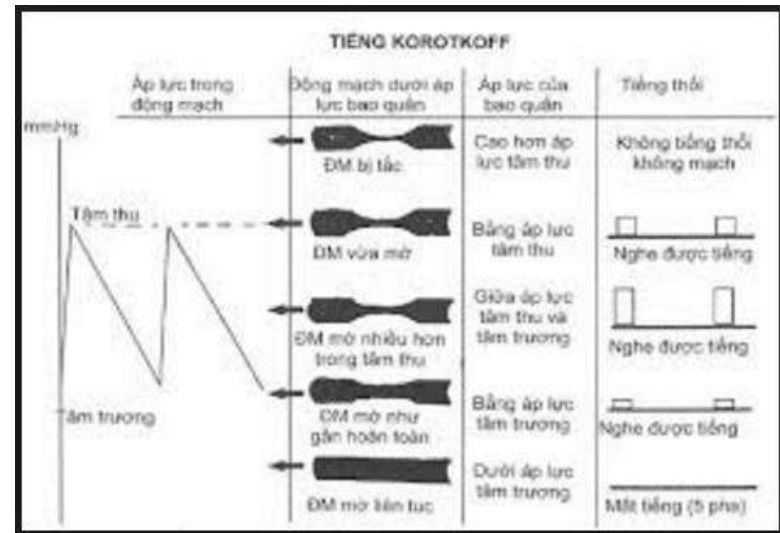 TIẾNG KOROTKOFF
Áp lực trong
động mạch
Động mạch dưới áp
lực bao quấn
Áp lực của
bao quấn
Tiếng thổi
mmHg
ĐM bị tắc
Cao hơn áp
lực tâm thu
Không tiếng thổi
không mạch
Tâm thu
ĐM vừa mở
Bằng áp lực
tâm thu
Nghe được tiếng
ĐM mở nhiều hơn
trong tâm thu
Giữa áp lực
tâm thu và
tâm trương
Nghe được tiếng
tâm trương
ĐM mở như
gần hoàn toàn
Bằng áp lực
tâm trương
Nghe được tiếng
ĐM mở liên tục
Dưới áp lực
tâm trương
Mất tiếng (5 pha)